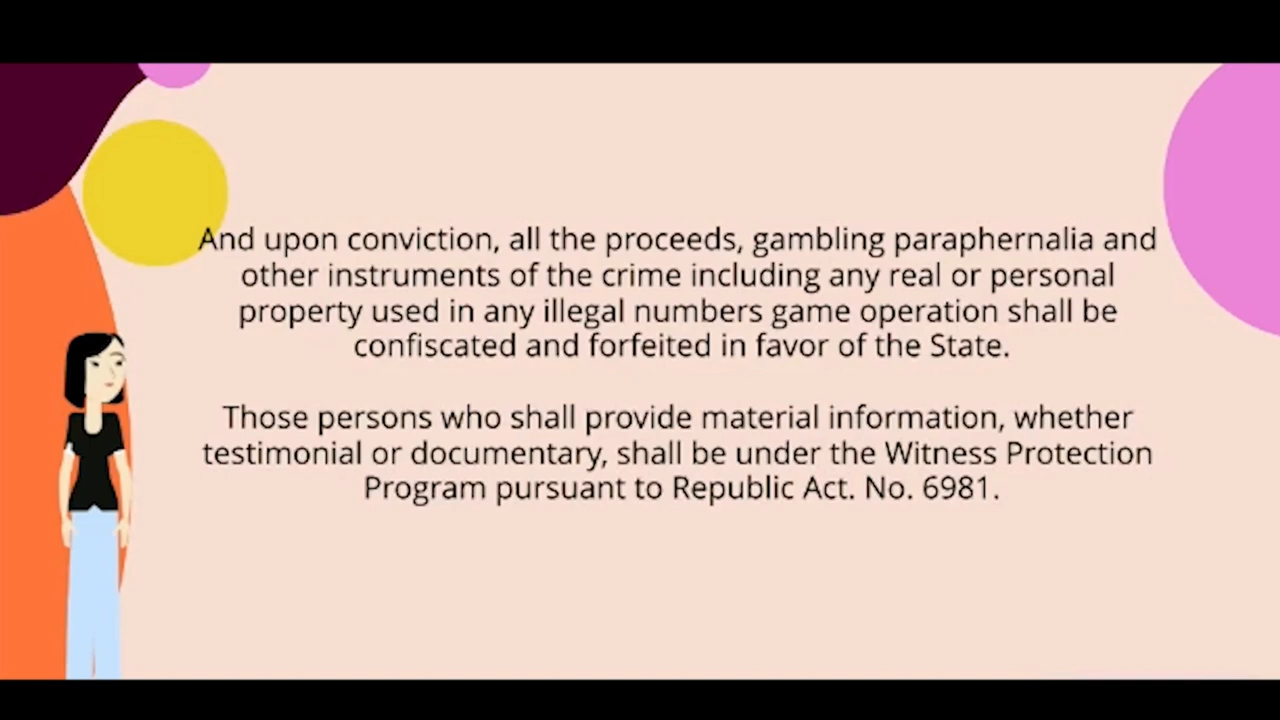 And upon conviction, all the proceeds, gambling paraphernalia and
other instruments of the crime including any real or personal
property used in any illegal numbers game operation shall be
confiscated and forfeited in favor of the State.
Those persons who shall provide material information, whether
testimonial or documentary, shall be under the Witness Protection
Program pursuant to Republic Act. No. 6981.